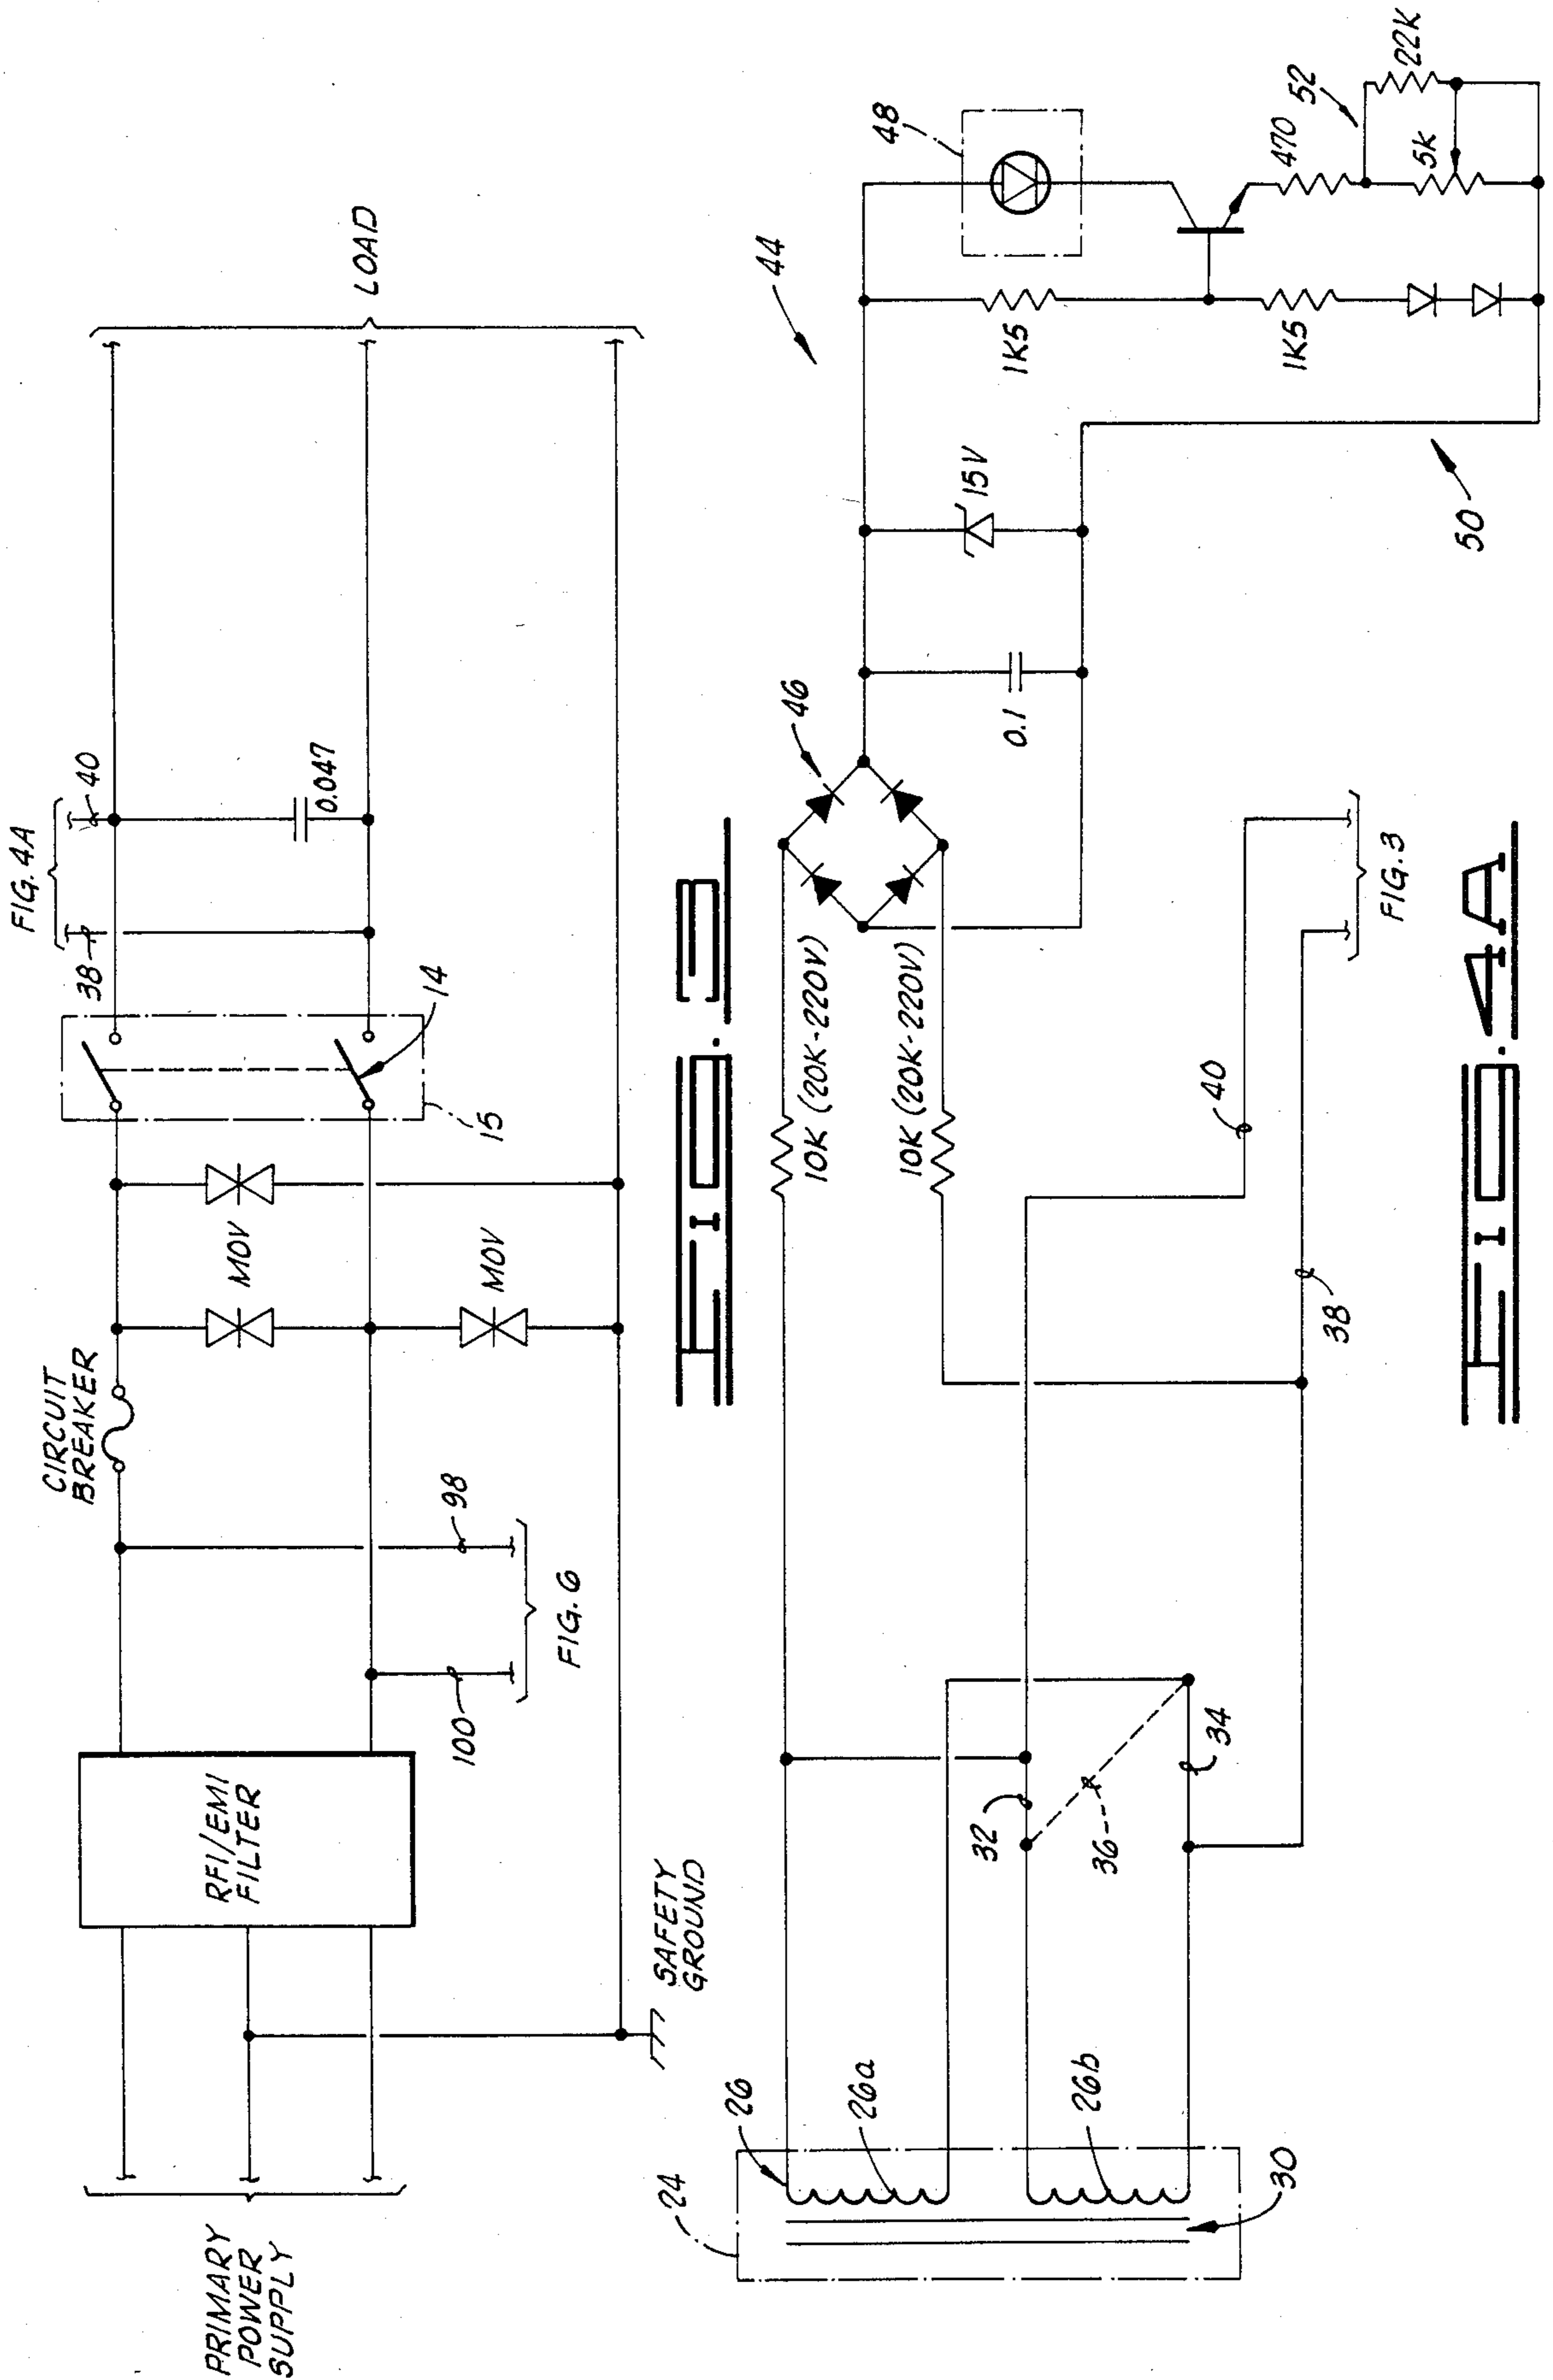 PRIMARY
POWER
SUPPLY
RFI/EMI
FILTER
SAFETY
GROUND
100
98
FIG. 6
CIRCUIT
BREAKER
MOV
MOV
15
14
38
40
FIG. 4A
0.047
LOAD
FIG. 3
24
26
26a
26b
30
32
34
36
38
40
FIG. 3
10K (20K-220V)
10K (20K-220V)
46
0.1
15V
44
50
1K5
1K5
48
470
52
5K
22K
FIG. 4A